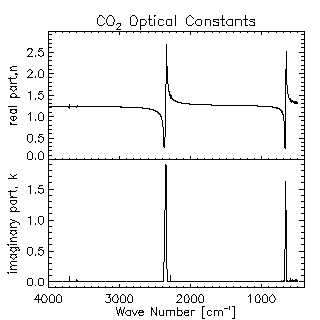 CO₂ Optical Constants
real part,n
2.5
2.0
1.5
1.0
0.5
0.0
imaginary part, k
1.5
1.0
0.5
0.0
4000 3000 2000 1000
Wave Number [cm⁻¹]